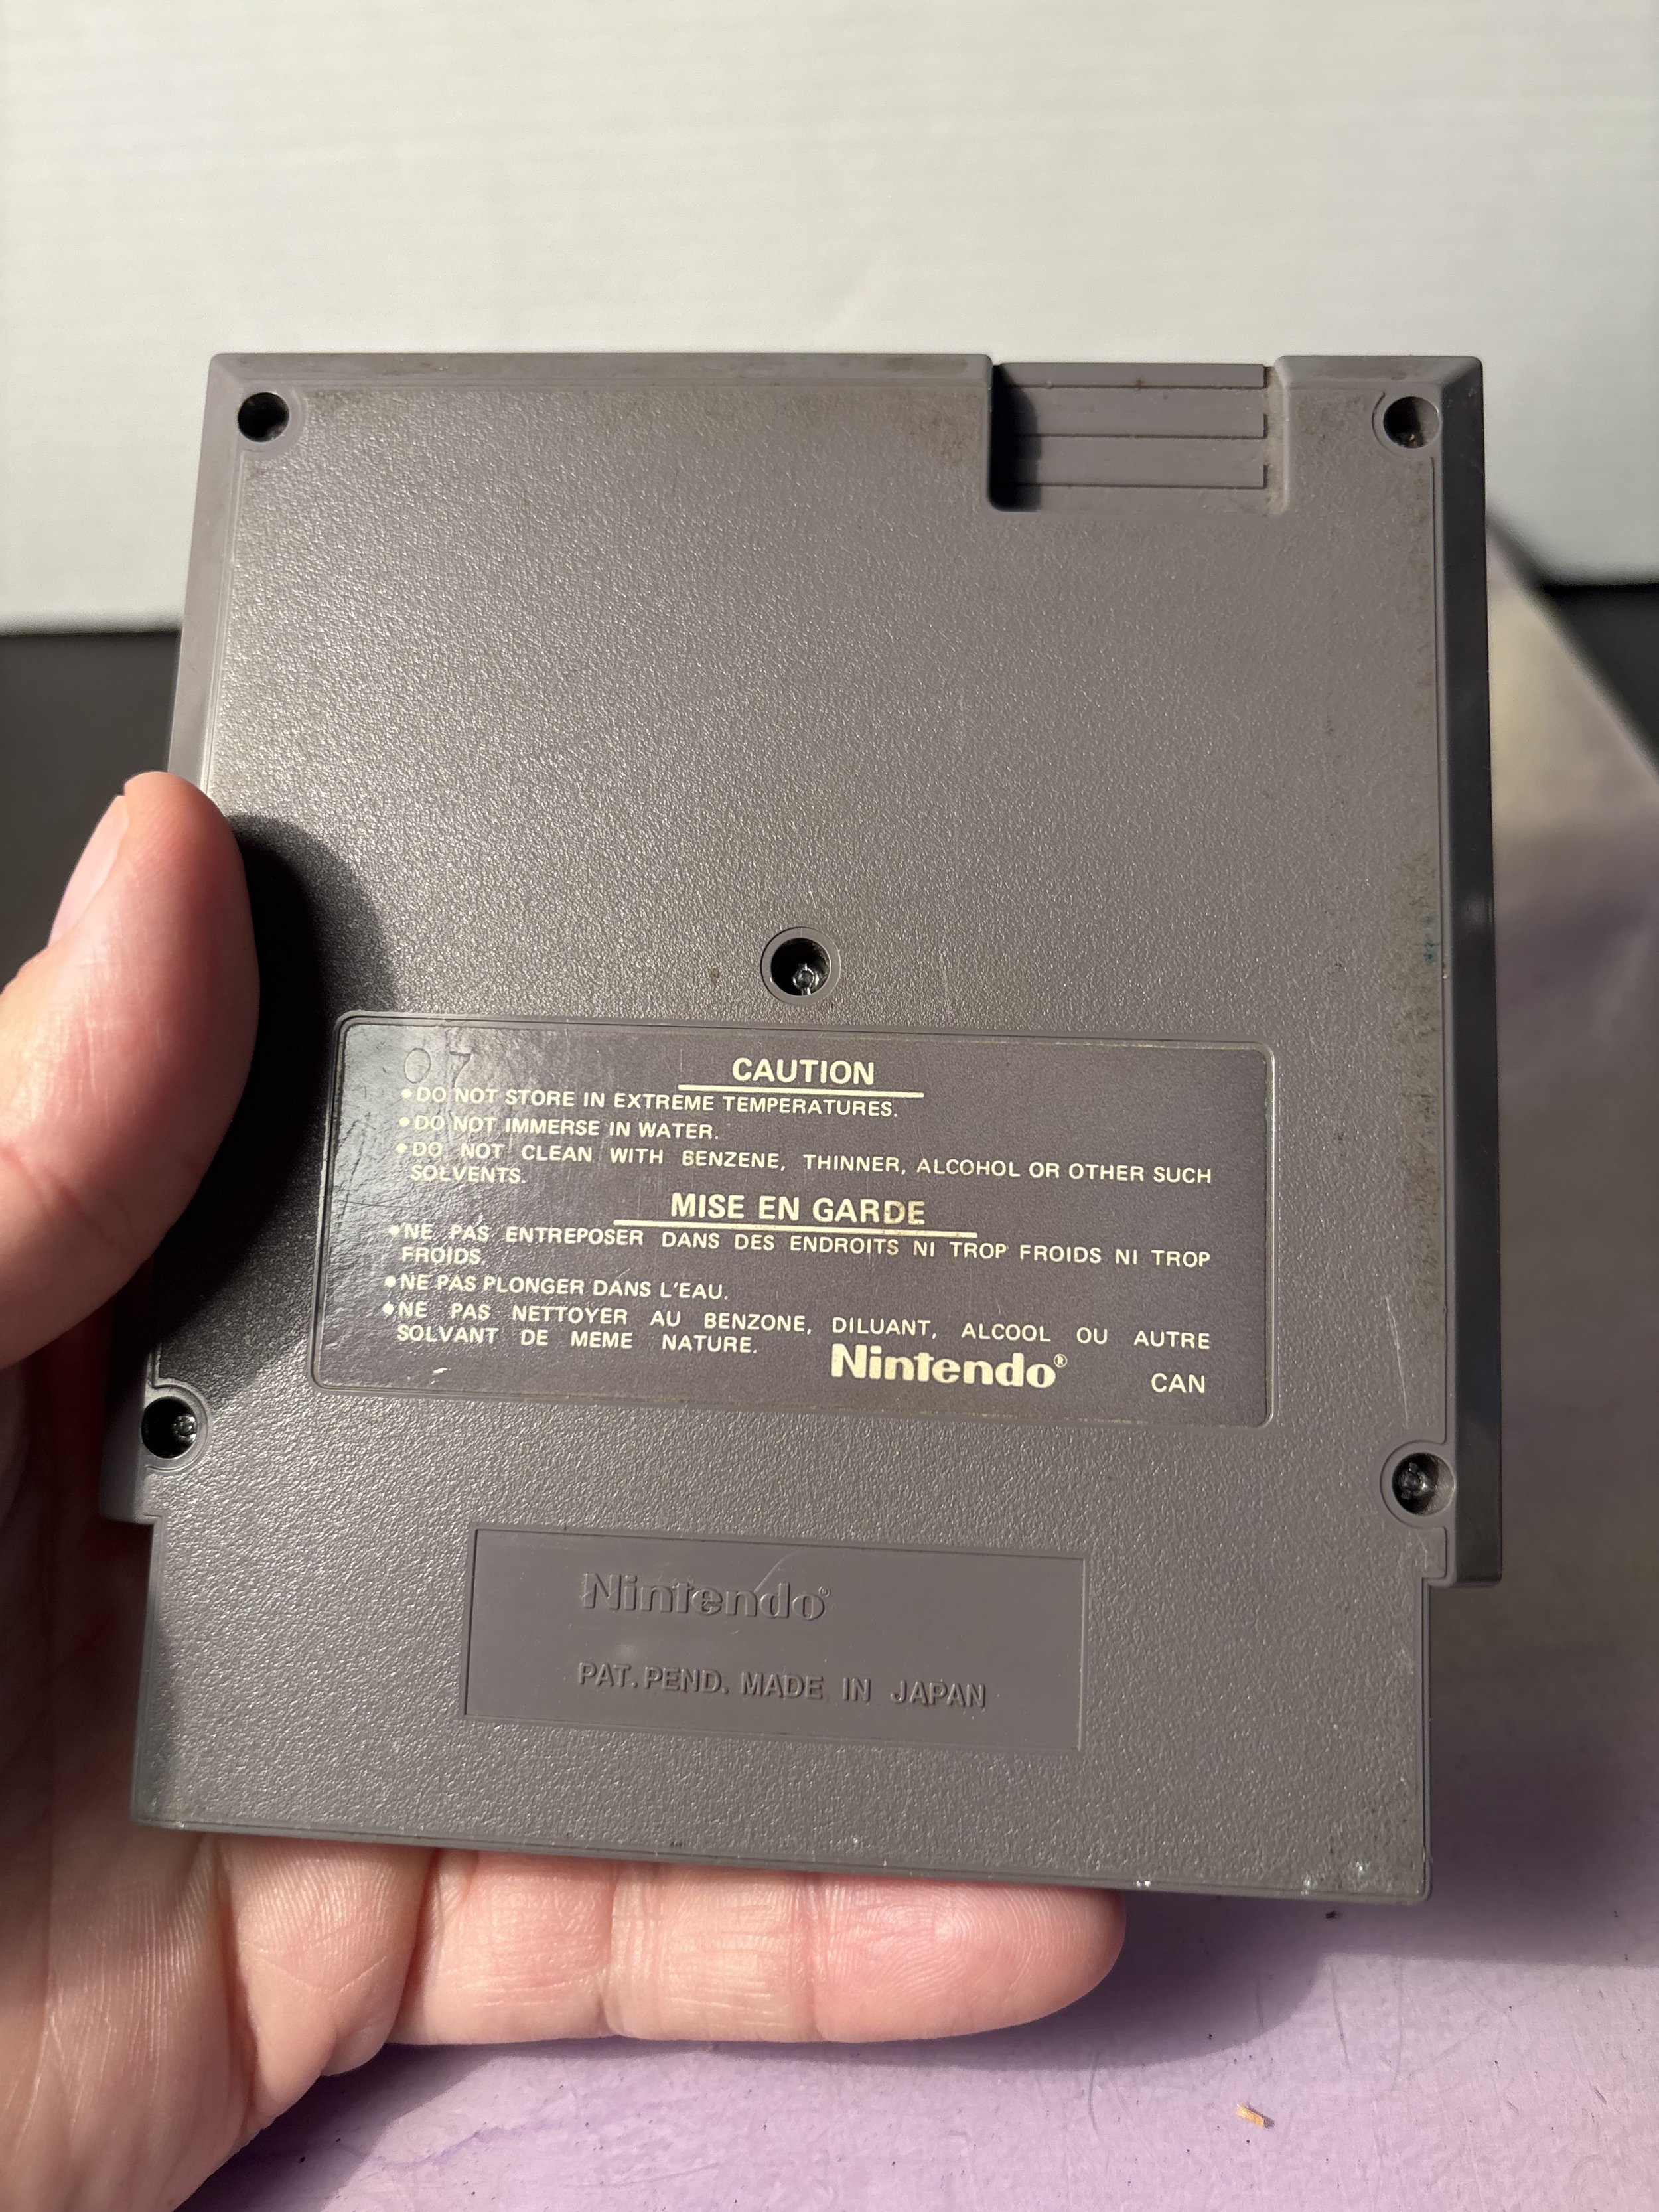 07
CAUTION
•DO NOT STORE IN EXTREME TEMPERATURES.
•DO NOT IMMERSE IN WATER.
•DO NOT CLEAN WITH BENZENE, THINNER, ALCOHOL OR OTHER SUCH
SOLVENTS.
MISE EN GARDE
•NE PAS ENTREPOSER DANS DES ENDROITS NI TROP FROIDS NI TROP
FROIDS.
•NE PAS PLONGER DANS L'EAU.
•NE PAS NETTOYER AU BENZONE, DILUANT, ALCOOL OU AUTRE
SOLVANT DE MEME NATURE.
Nintendo® CAN
Nintendo®
PAT. PEND. MADE IN JAPAN